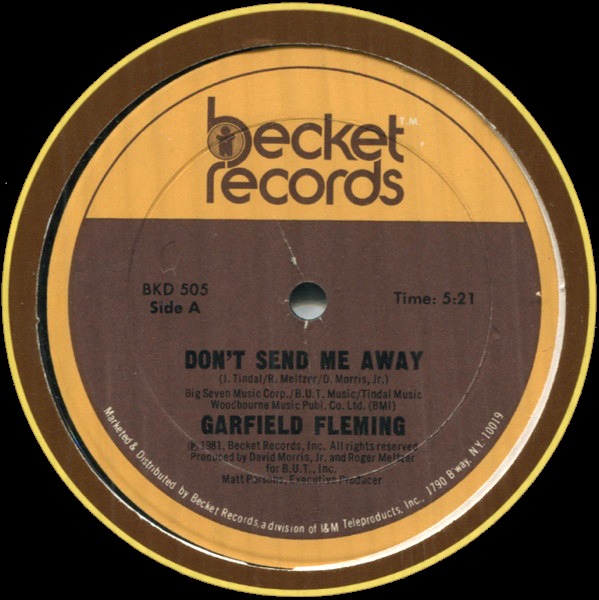 becket T.M.
records
BKD 505
Side A
Time: 5:21
DON'T SEND ME AWAY
(J. Tindal/R. Meltzer/D. Morris, Jr.)
Big Seven Music Corp./B.U.T. Music/Tindal Music
Woodbourne Music Publ. Co. Ltd. (BMI)
GARFIELD FLEMING
℗ 1981, Becket Records, Inc. All rights reserved
Produced by David Morris, Jr. and Roger Meltzer
for B.U.T., Inc.
Matt Parsons, Executive Producer
Marketed & Distributed by Becket Records, a division of I&M Teleproducts, Inc., 1790 B'way, N.Y. 10019